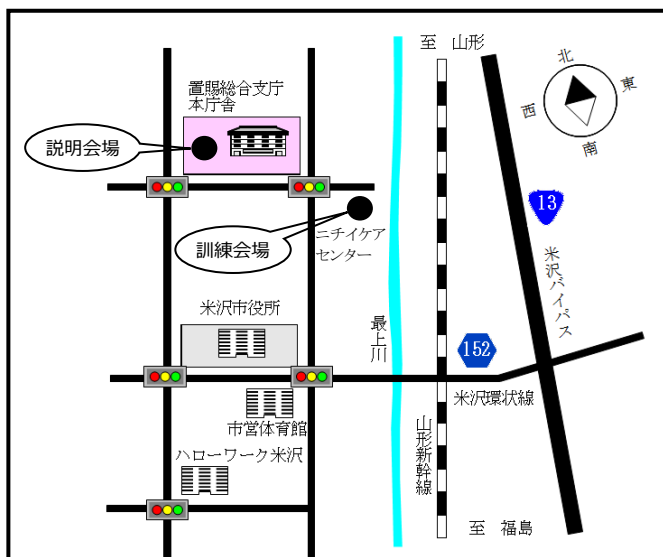 至 山形
北
東
西
南
置賜総合支庁
本庁舎
説明会場
13
訓練会場
ニチイケア
センター
米沢バイパス
米沢市役所
最上川
152
米沢環状線
市営体育館
山形新幹線
ハローワーク米沢
至 福島